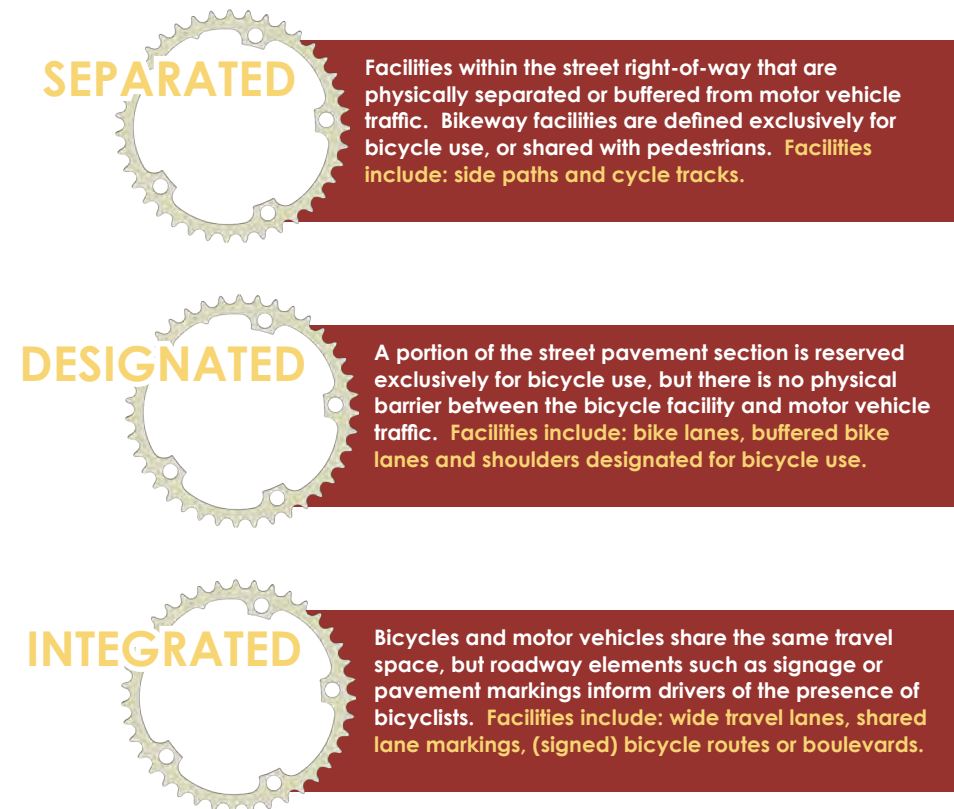 SEPARATED
Facilities within the street right-of-way that are
physically separated or buffered from motor vehicle
traffic.  Bikeway facilities are defined exclusively for
bicycle use, or shared with pedestrians.  Facilities
include: side paths and cycle tracks.
DESIGNATED
A portion of the street pavement section is reserved
exclusively for bicycle use, but there is no physical
barrier between the bicycle facility and motor vehicle
traffic.  Facilities include: bike lanes, buffered bike
lanes and shoulders designated for bicycle use.
INTEGRATED
Bicycles and motor vehicles share the same travel
space, but roadway elements such as signage or
pavement markings inform drivers of the presence of
bicyclists.  Facilities include: wide travel lanes, shared
lane markings, (signed) bicycle routes or boulevards.